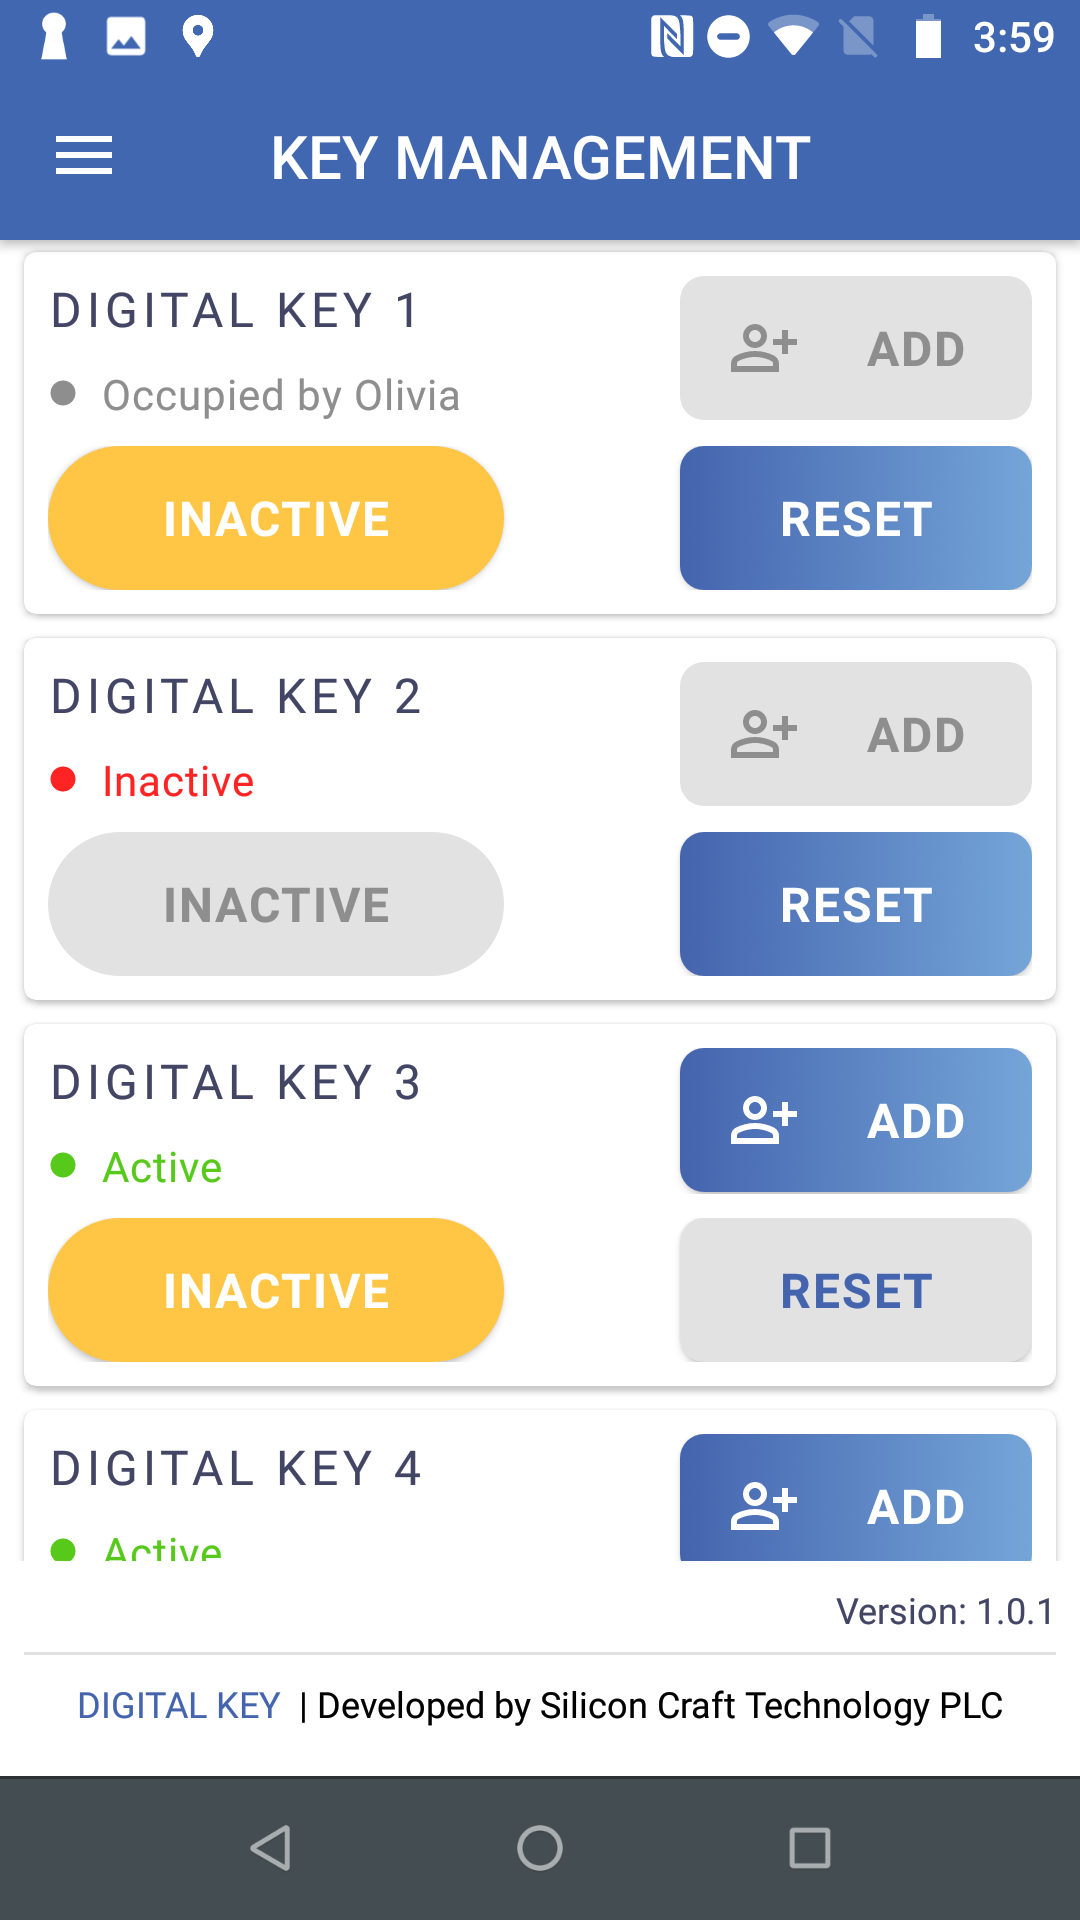 3:59
KEY MANAGEMENT
DIGITAL KEY 1
ADD
Occupied by Olivia
INACTIVE
RESET
DIGITAL KEY 2
ADD
Inactive
INACTIVE
RESET
DIGITAL KEY 3
ADD
Active
INACTIVE
RESET
DIGITAL KEY 4
ADD
Active
Version: 1.0.1
DIGITAL KEY | Developed by Silicon Craft Technology PLC